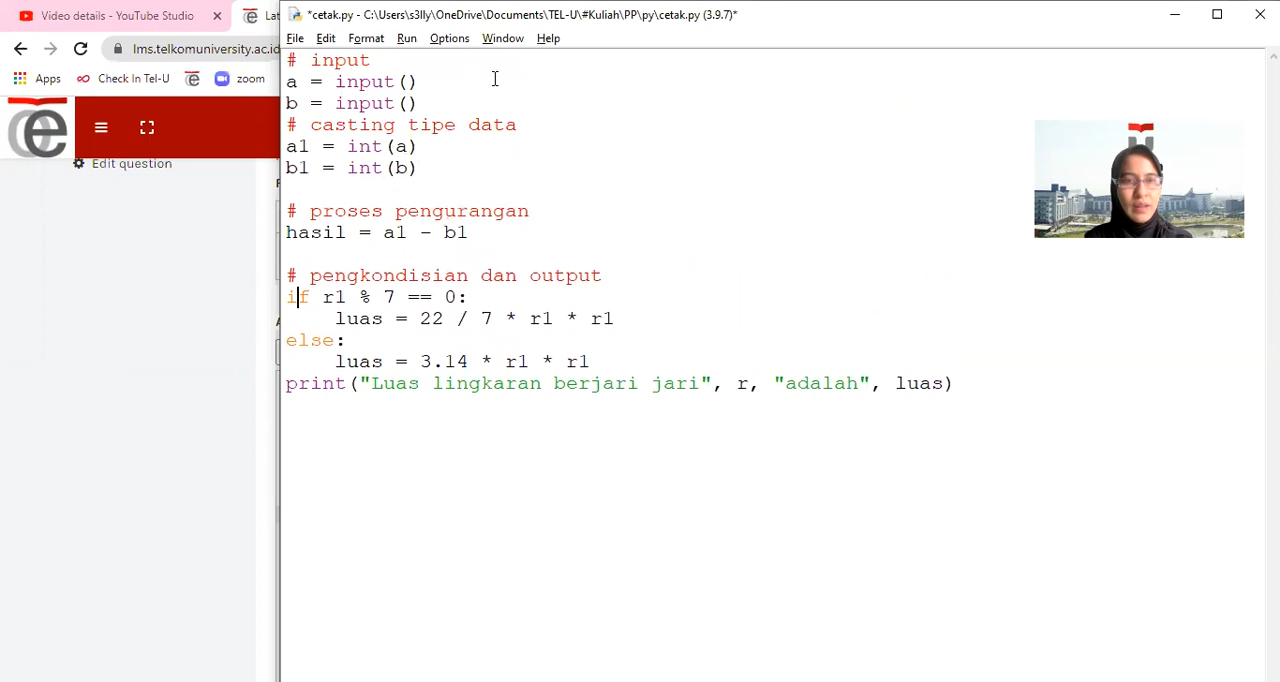 Video details - YouTube Studio
Lat
*cetak.py - C:\Users\s3lly\OneDrive\Documents\TEL-U\#Kuliah\PP\py\cetak.py (3.9.7)*
File Edit Format Run Options Window Help
lms.telkomuniversity.ac.id
Apps Check In Tel-U zoom
Edit question
# input
a = input()
b = input()
# casting tipe data
a1 = int(a)
b1 = int(b)
# proses pengurangan
hasil = a1 - b1
# pengkondisian dan output
if r1 % 7 == 0:
    luas = 22 / 7 * r1 * r1
else:
    luas = 3.14 * r1 * r1
print("Luas lingkaran berjari jari", r, "adalah", luas)